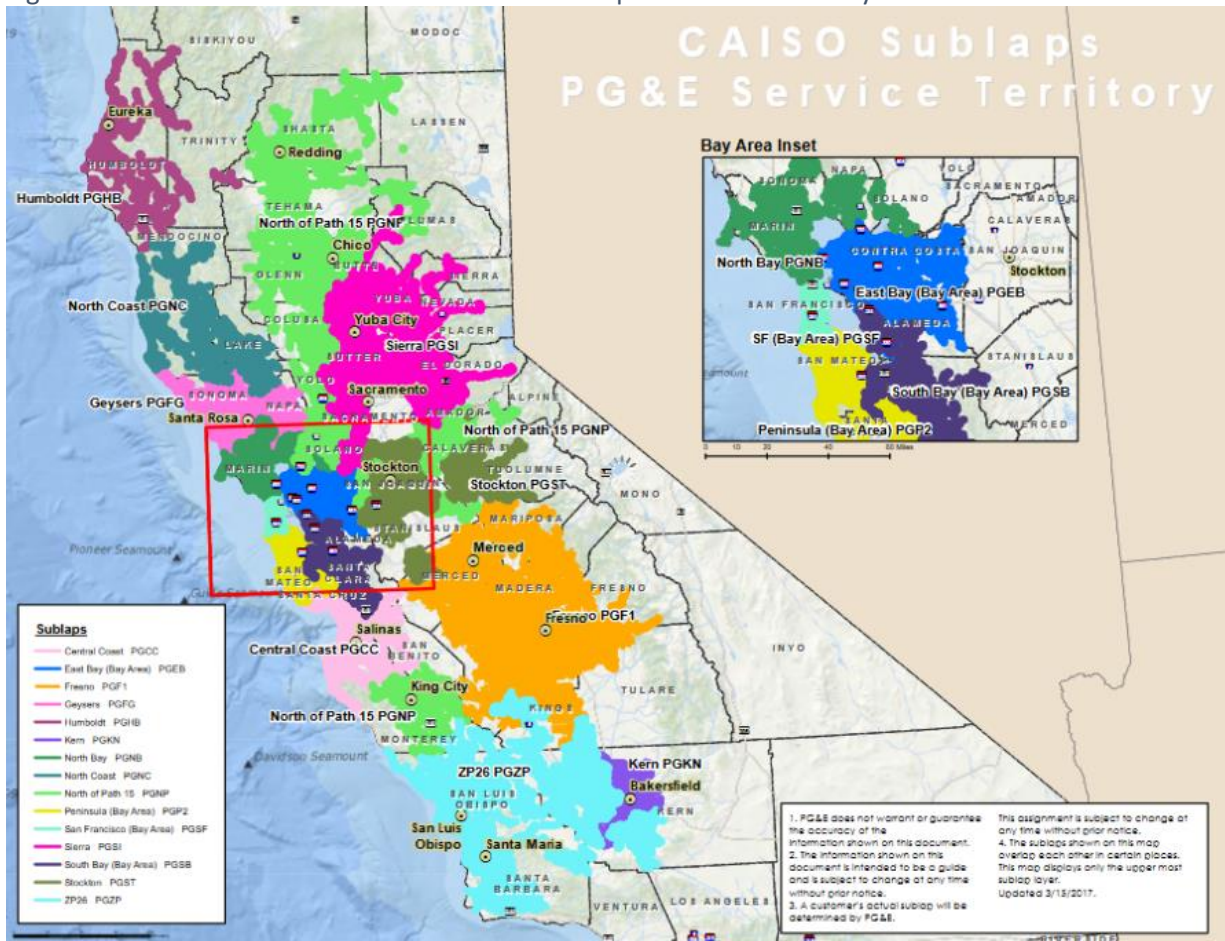 CAISO Sublaps
PG&E Service Territory
SISKIYOU
MODOC
Eureka
TRINITY
SHASTA
LASSEN
Redding
HUMBOLDT
Humboldt PGHB
TEHAMA
North of Path 15 PGNP
PLUMAS
MENDOCINO
Chico
BUTTE
GLENN
SIERRA
YUBA
NEVADA
North Coast PGNC
COLUSA
Yuba City
PLACER
LAKE
Sierra PGSI
SUTTER
EL DORADO
YOLO
SONOMA
Geysers PGFG
NAPA
Sacramento
ALPINE
SACRAMENTO
AMADOR
Santa Rosa
North of Path 15 PGNP
SOLANO
CALAVERAS
MARIN
Stockton
TUOLUMNE
SAN JOAQUIN
Stockton PGST
MONO
STANISLAUS
MARIPOSA
ALAMEDA
Pioneer Seamount
Merced
SANTA
CLARA
MERCED
SAN
MATEO
MADERA
FRESNO
SANTA CRUZ
Fresno
PGF1
Salinas
Central Coast PGCC
SAN
BENITO
INYO
King City
TULARE
North of Path 15 PGNP
KINGS
MONTEREY
Davidson Seamount
ZP26 PGZP
Kern PGKN
Bakersfield
SAN LUIS
OBISPO
KERN
San Luis
Obispo
Santa Maria
SANTA
BARBARA
VENTURA
LOS ANGELES
Bay Area Inset
SONOMA
NAPA
YOLO
SOLANO
SACRAMENTO
AMADOR
CALAVERAS
MARIN
CONTRA COSTA
SAN JOAQUIN
North Bay PGNB
Stockton
East Bay (Bay Area) PGEB
SAN FRANCISCO
ALAMEDA
SF (Bay Area) PGSF
STANISLAUS
SAN MATEO
South Bay (Bay Area) PGSB
SANTA
MERCED
Peninsula (Bay Area) PGP2
0 10 20 40 60 Miles
Sublaps
Central Coast PGCC
East Bay (Bay Area) PGEB
Fresno PGF1
Geysers PGFG
Humboldt PGHB
Kern PGKN
North Bay PGNB
North Coast PGNC
North of Path 15 PGNP
Peninsula (Bay Area) PGP2
San Francisco (Bay Area) PGSF
Sierra PGSI
South Bay (Bay Area) PGSB
Stockton PGST
ZP26 PGZP
1. PG&E does not warrant or guarantee
the accuracy of the
information shown on this document.
2. The information shown on this
document is intended to be a guide
and is subject to change at any time
without prior notice.
3. A customer's actual sublap will be
determined by PG&E.
This assignment is subject to change at
any time without prior notice.
4. The sublaps shown on this map
overlap each other in certain places.
This map displays only the upper most
sublap layer.
Updated 3/15/2017.